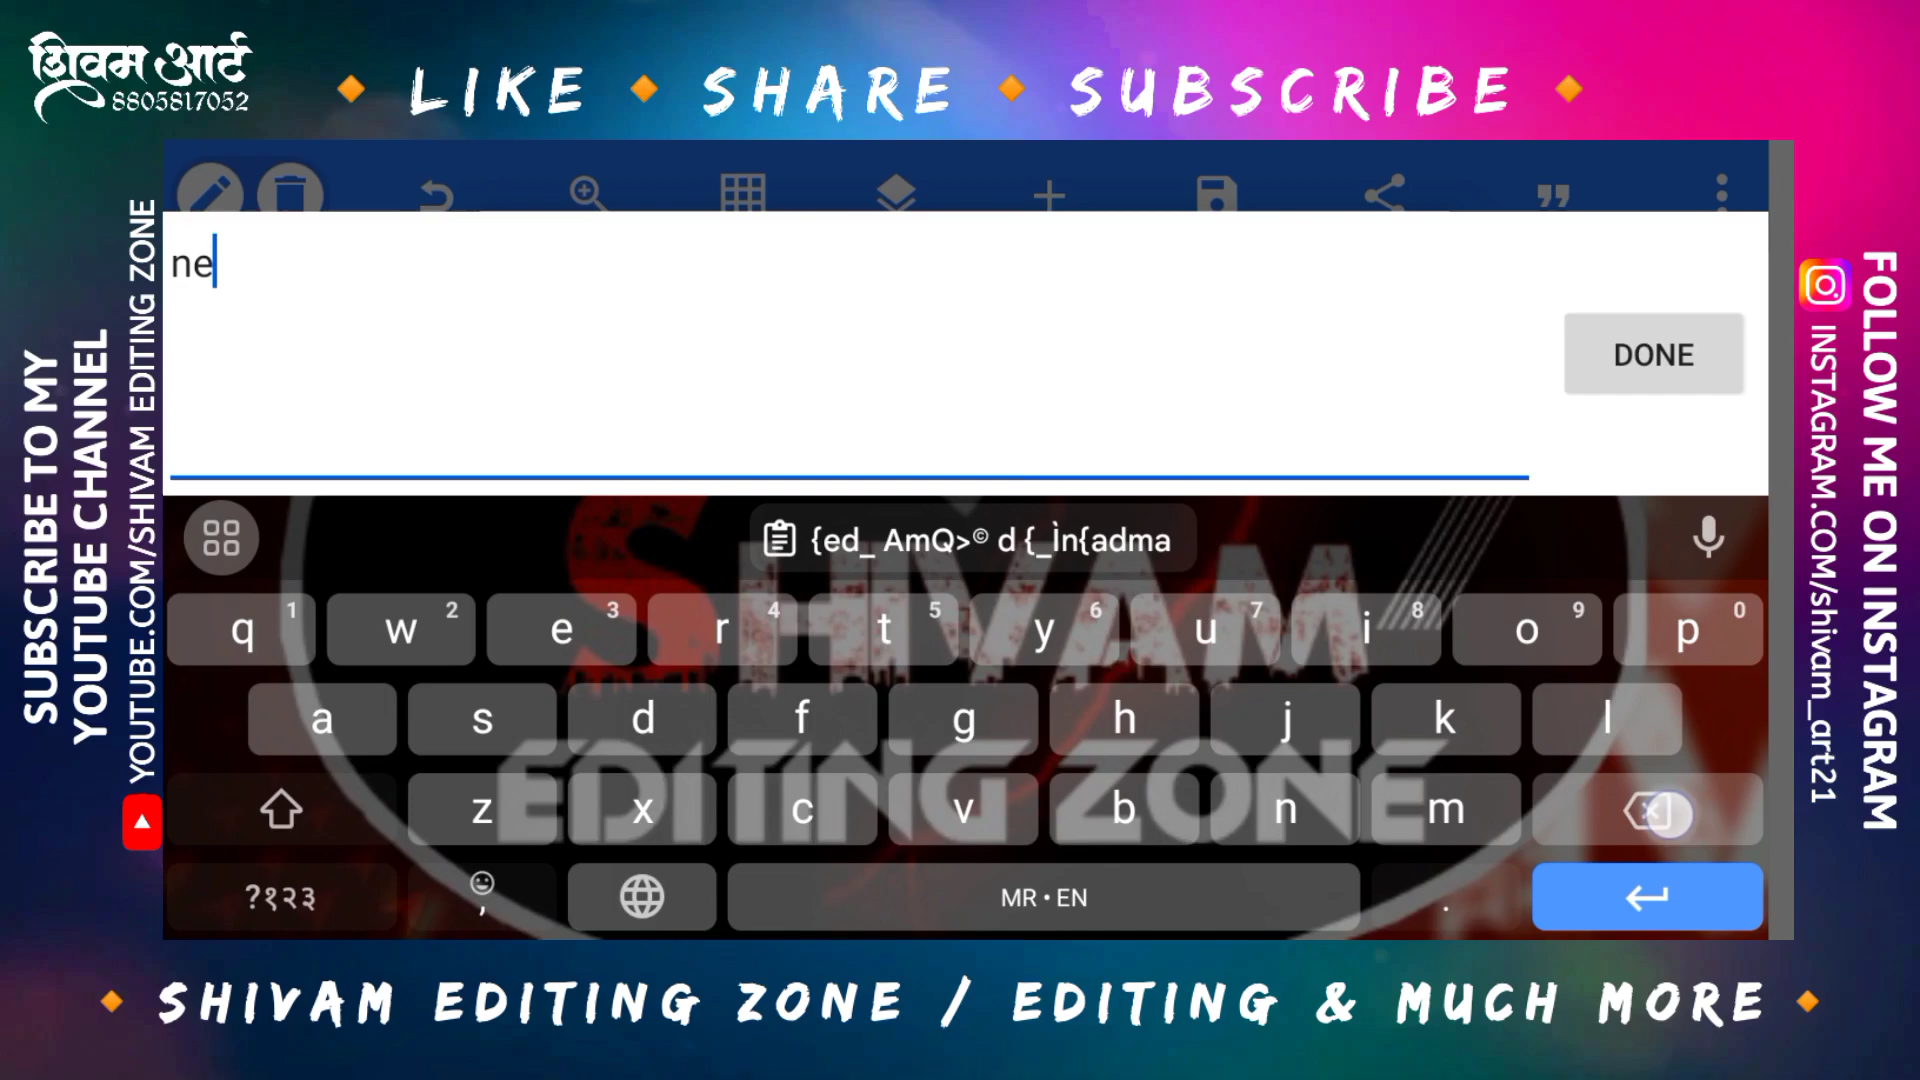 शिवम आर्ट
8805817052
LIKE SHARE SUBSCRIBE
SUBSCRIBE TO MY
YOUTUBE CHANNEL
YOUTUBE.COM/SHIVAM EDITING ZONE
ne
DONE
{ed_ AmQ>© d {_Ìn{adma
SHIVAM
EDITING ZONE
q 1 w 2 e 3 r 4 t 5 y 6 u 7 i 8 o 9 p 0
a s d f g h j k l
z x c v b n m
?१२३ , MR • EN .
FOLLOW ME ON INSTAGRAM
INSTAGRAM.COM/shivam_art21
SHIVAM EDITING ZONE / EDITING & MUCH MORE